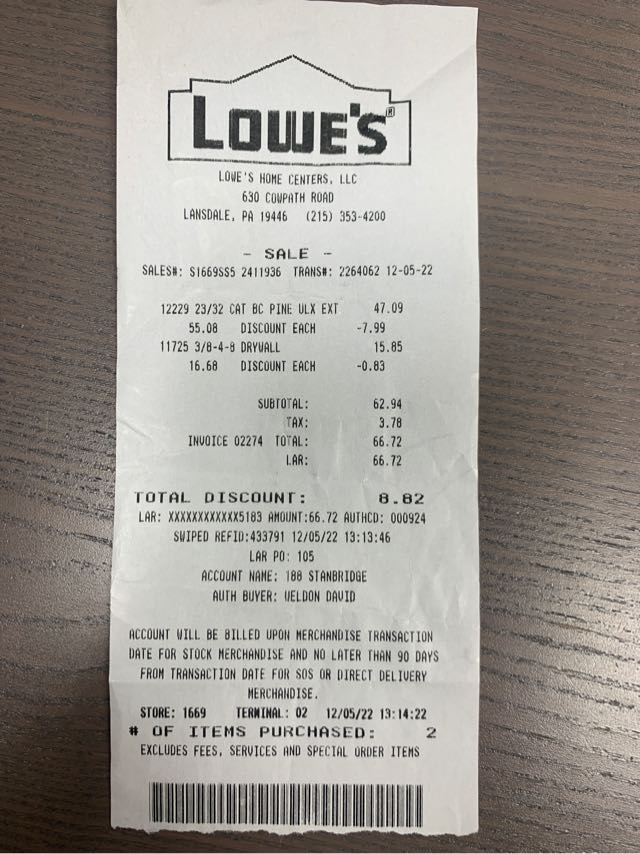 LOWE'S®
LOWE'S HOME CENTERS, LLC
630 COWPATH ROAD
LANSDALE, PA 19446 (215) 353-4200
- SALE -
SALES#: S1669SS5 2411936 TRANS#: 2264062 12-05-22
12229 23/32 CAT BC PINE ULX EXT 47.09
55.08 DISCOUNT EACH -7.99
11725 3/8-4-8 DRYWALL 15.85
16.68 DISCOUNT EACH -0.83
SUBTOTAL: 62.94
TAX: 3.78
INVOICE 02274 TOTAL: 66.72
LAR: 66.72
TOTAL DISCOUNT: 8.82
LAR: XXXXXXXXXXXX5183 AMOUNT:66.72 AUTHCD: 000924
SWIPED REFID:433791 12/05/22 13:13:46
LAR PO: 105
ACCOUNT NAME: 188 STANBRIDGE
AUTH BUYER: WELDON DAVID
ACCOUNT WILL BE BILLED UPON MERCHANDISE TRANSACTION
DATE FOR STOCK MERCHANDISE AND NO LATER THAN 90 DAYS
FROM TRANSACTION DATE FOR SOS OR DIRECT DELIVERY
MERCHANDISE.
STORE: 1669 TERMINAL: 02 12/05/22 13:14:22
# OF ITEMS PURCHASED: 2
EXCLUDES FEES, SERVICES AND SPECIAL ORDER ITEMS